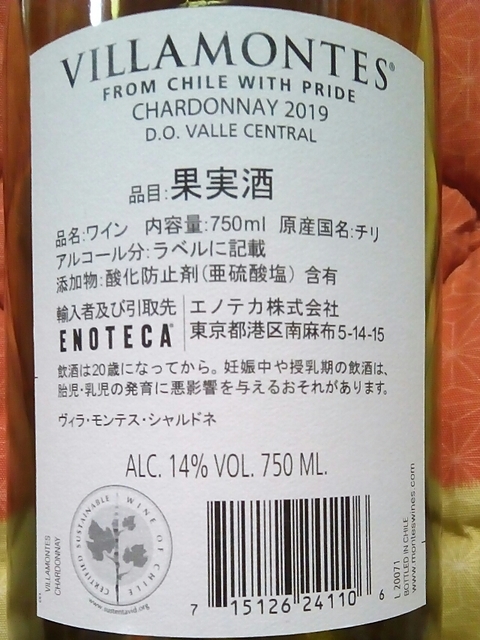 VILLAMONTES®
FROM CHILE WITH PRIDE
CHARDONNAY 2019
D.O. VALLE CENTRAL
品目:果実酒
品名:ワイン 内容量:750ml 原産国名:チリ
アルコール分:ラベルに記載
添加物:酸化防止剤(亜硫酸塩) 含有
輸入者及び引取先
ENOTECA®
エノテカ株式会社
東京都港区南麻布5-14-15
飲酒は20歳になってから。妊娠中や授乳期の飲酒は、
胎児・乳児の発育に悪影響を与えるおそれがあります。
ヴィラ・モンテス・シャルドネ
ALC. 14% VOL. 750 ML.
CERTIFIED SUSTAINABLE WINE OF CHILE
www.sustentavid.org
VILLAMONTES
CHARDONNAY
7 15126 24110 6
L 20071
BOTTLED IN CHILE
www.monteswines.com